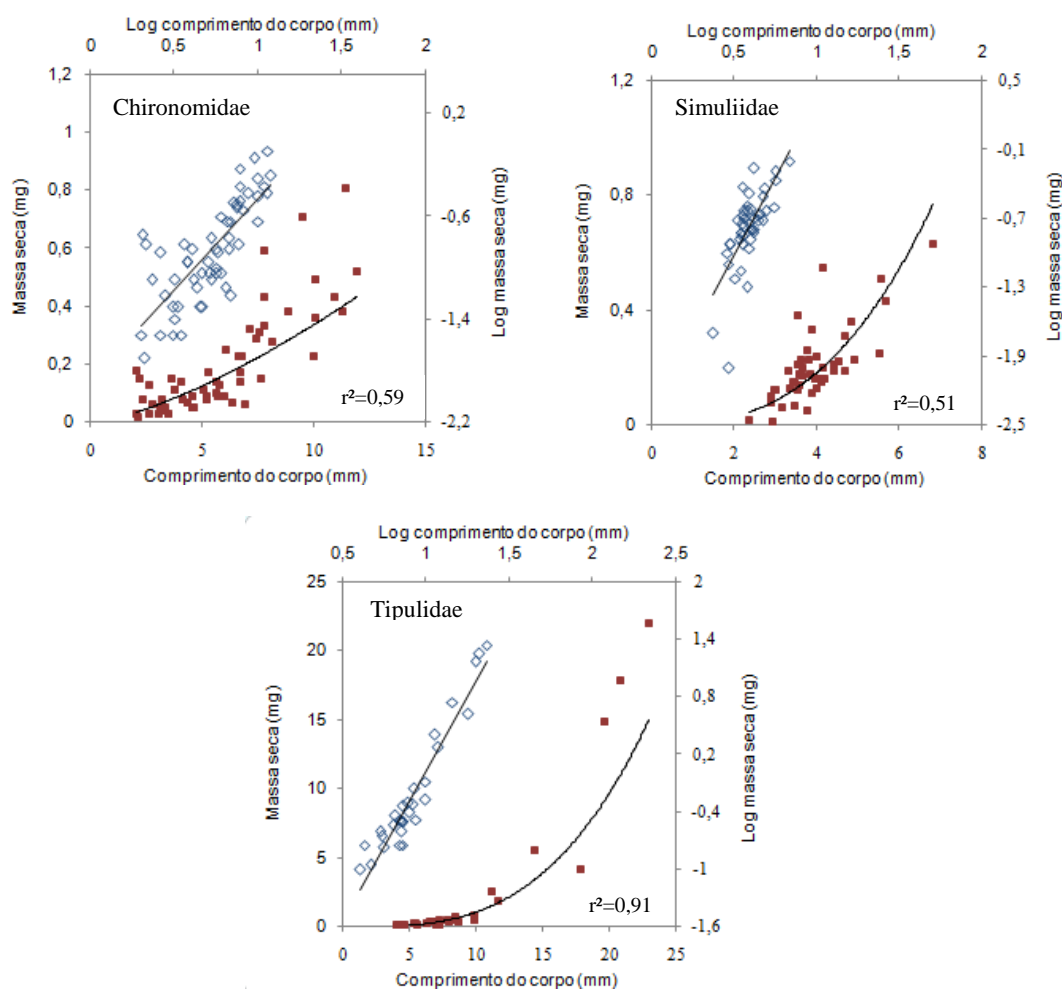 Log comprimento do corpo (mm)
0 0,5 1 1,5 2
1,2
1
0,8
0,6
0,4
0,2
0
Massa seca (mg)
Chironomidae
0,2
-0,6
-1,4
-2,2
Log massa seca (mg)
r²=0,59
0 5 10 15
Comprimento do corpo (mm)
Log comprimento do corpo (mm)
0 0,5 1 1,5 2
1,2
0,8
0,4
0
Massa seca (mg)
Simuliidae
0,5
-0,1
-0,7
-1,3
-1,9
-2,5
Log massa seca (mg)
r²=0,51
0 2 4 6 8
Comprimento do corpo (mm)
Log comprimento do corpo (mm)
0,5 1 1,5 2 2,5
25
20
15
10
5
0
Massa seca (mg)
Tipulidae
2
1,4
0,8
0,2
-0,4
-1
-1,6
Log massa seca (mg)
r²=0,91
0 5 10 15 20 25
Comprimento do corpo (mm)